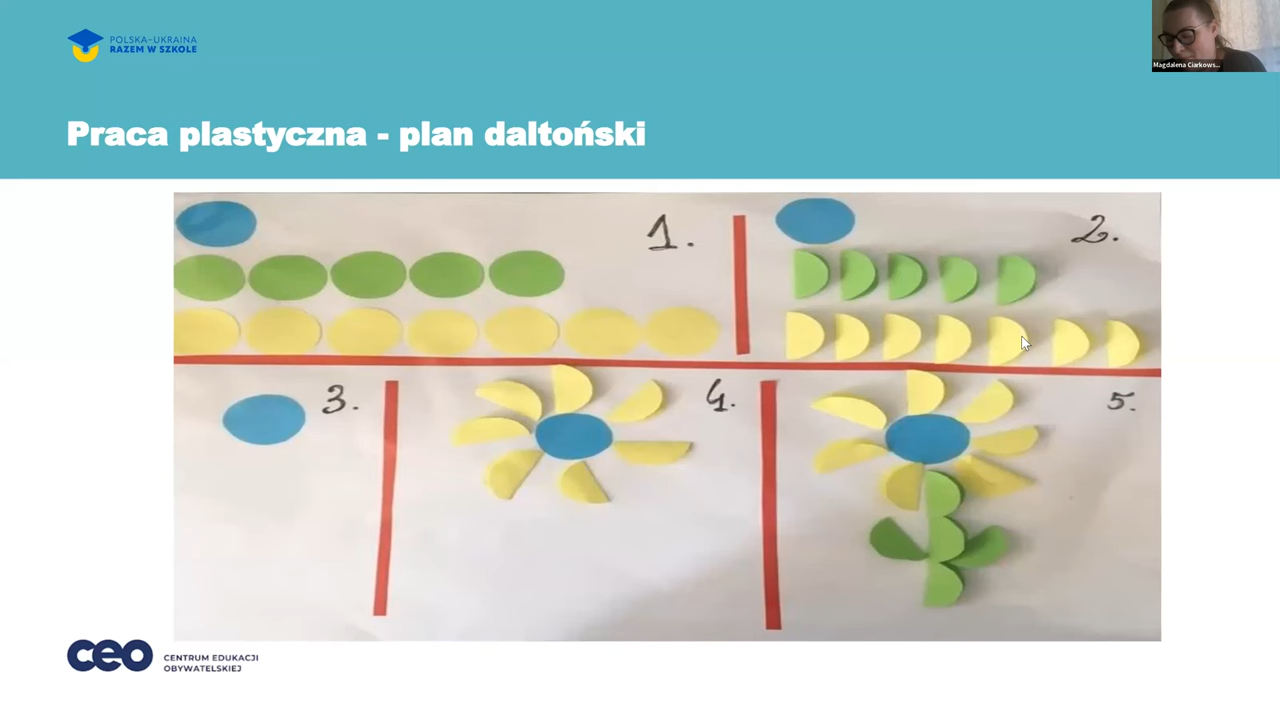 POLSKA–UKRAINA
RAZEM W SZKOLE
Magdalena Ciarkows...
Praca plastyczna - plan daltoński
1.
2.
3.
4.
5.
ceo
CENTRUM EDUKACJI
OBYWATELSKIEJ